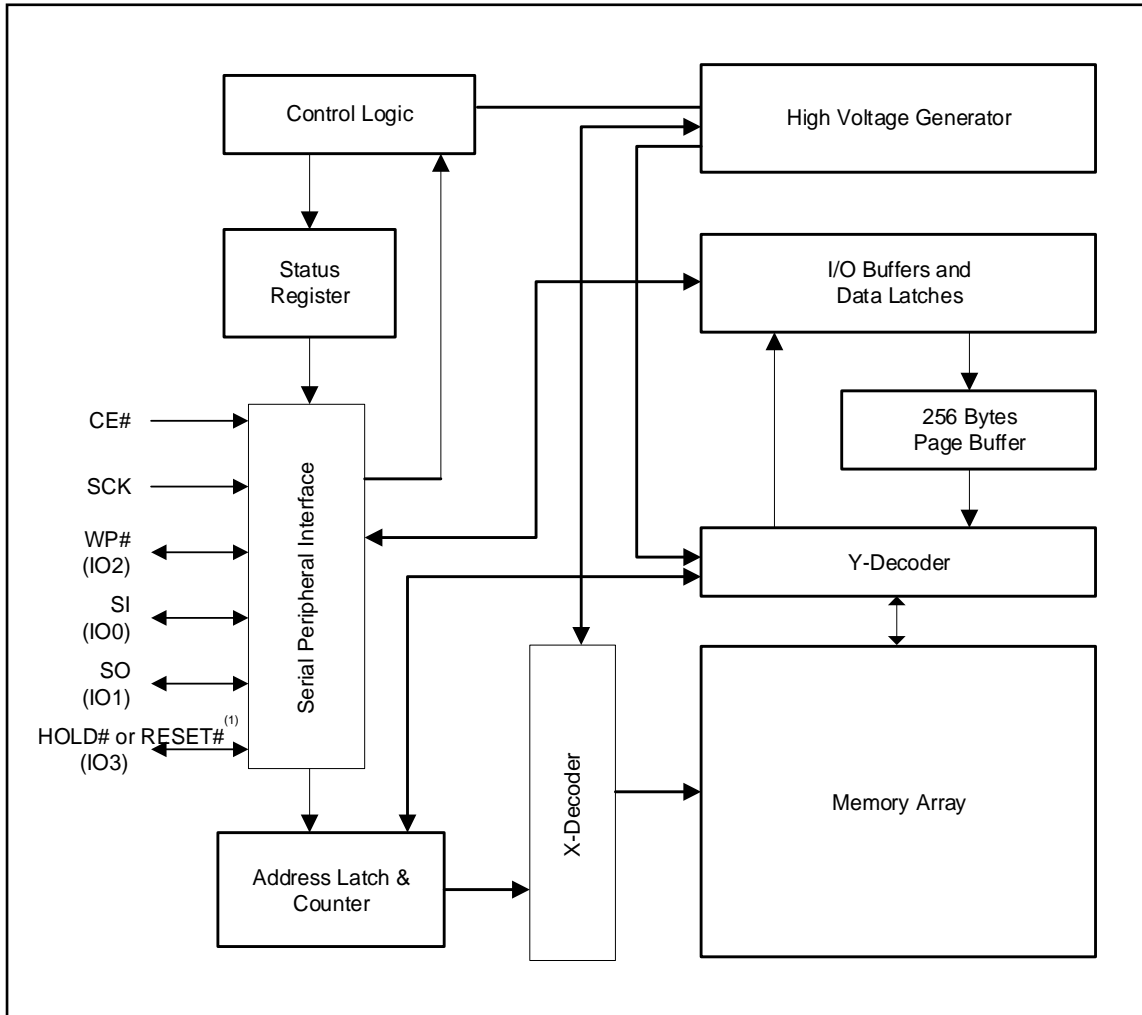 Control Logic
High Voltage Generator
Status
Register
I/O Buffers and
Data Latches
256 Bytes
Page Buffer
CE#
SCK
WP#
(IO2)
SI
(IO0)
SO
(IO1)
HOLD# or RESET#(1)
(IO3)
Serial Peripheral Interface
Y-Decoder
X-Decoder
Memory Array
Address Latch &
Counter